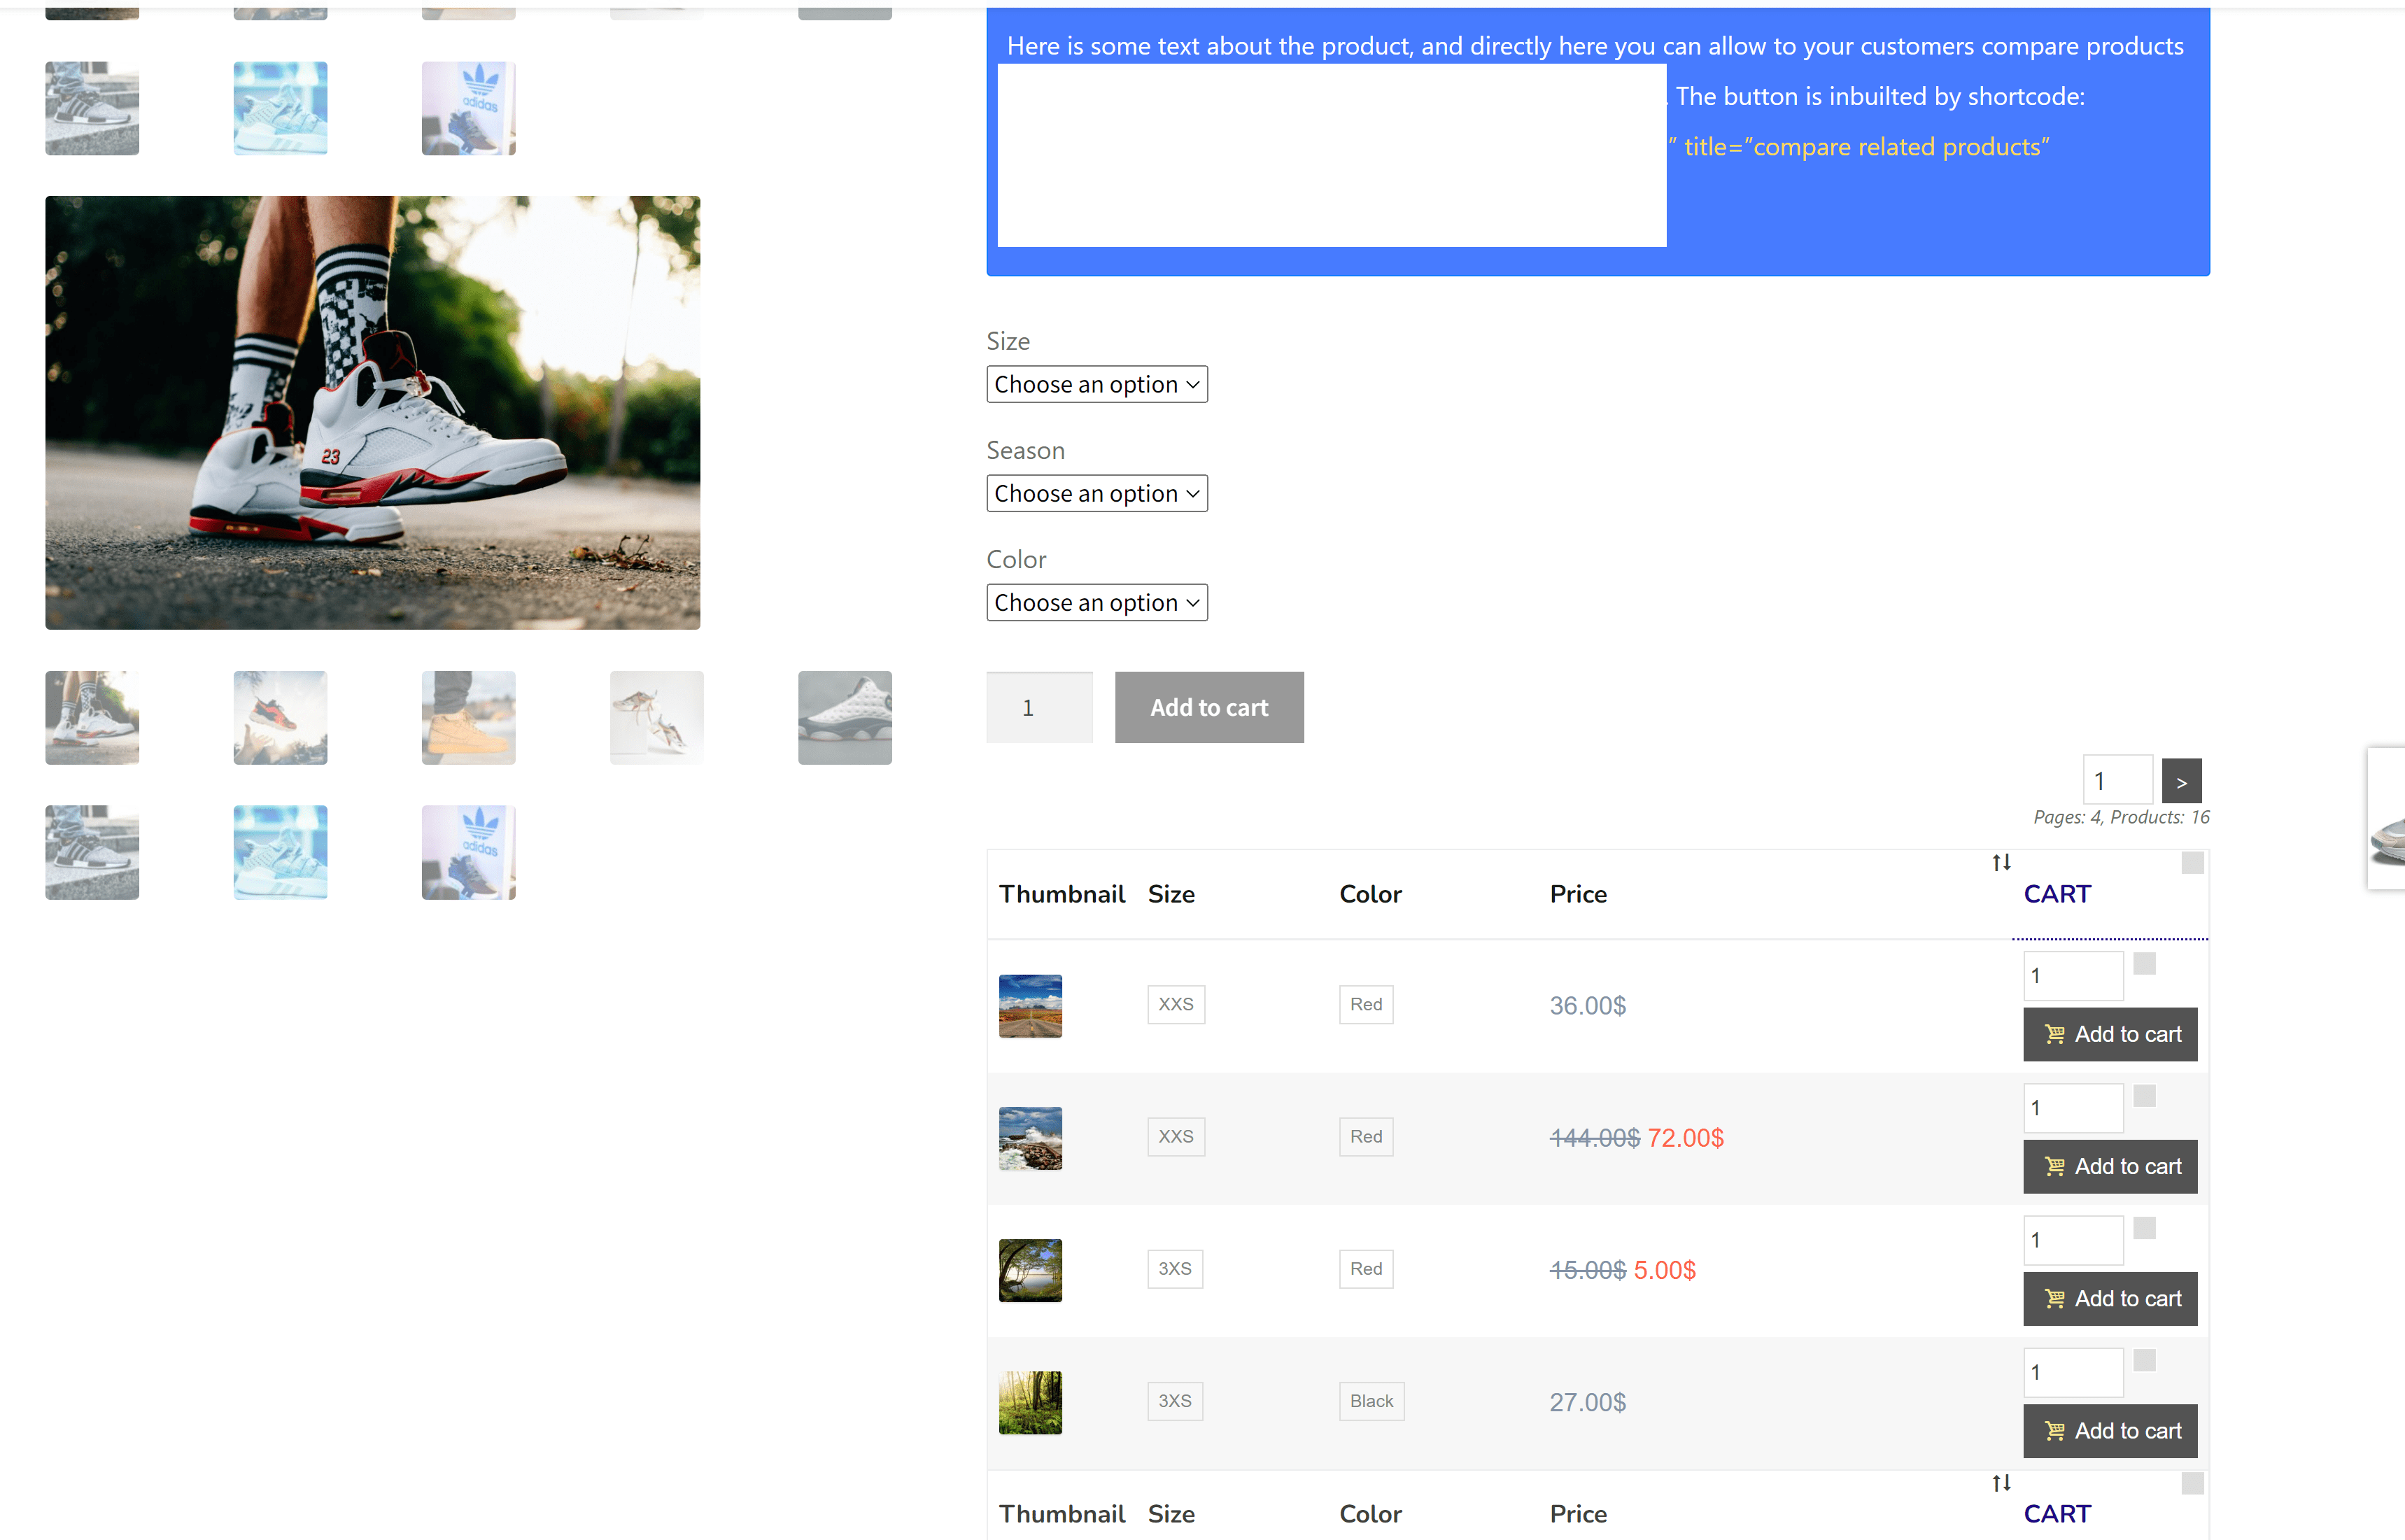 adidas
Here is some text about the product, and directly here you can allow to your customers compare products
. The button is inbuilted by shortcode:
” title=”compare related products”
23
Size
Choose an option
Season
Choose an option
Color
Choose an option
1
Add to cart
adidas
1 >
Pages: 4, Products: 16
Thumbnail Size Color Price CART
XXS Red 36.00$ 1
Add to cart
XXS Red 144.00$ 72.00$ 1
Add to cart
3XS Red 15.00$ 5.00$ 1
Add to cart
3XS Black 27.00$ 1
Add to cart
Thumbnail Size Color Price CART